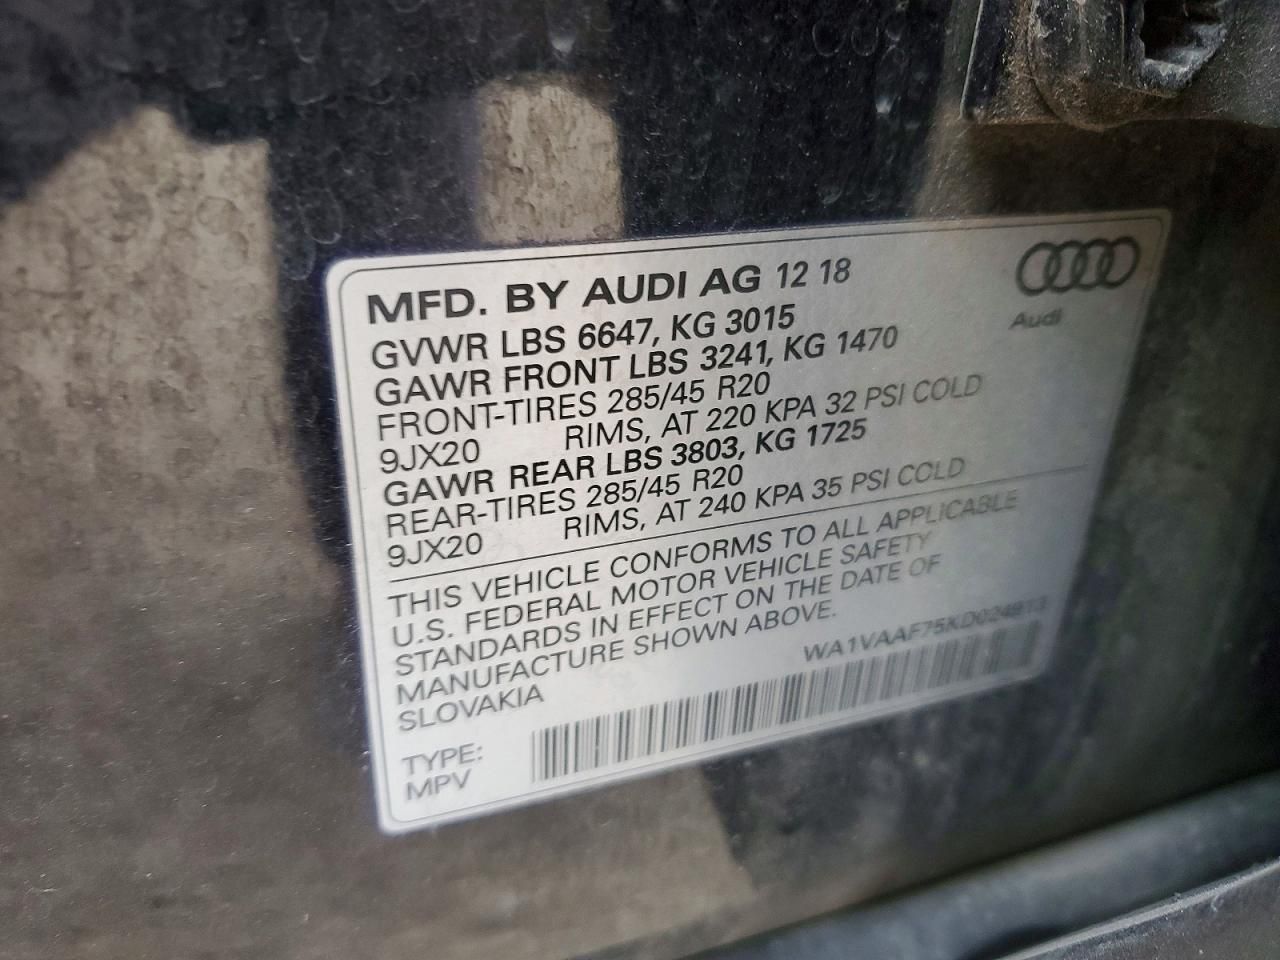 MFD. BY AUDI AG 12 18
Audi
GVWR LBS 6647, KG 3015
GAWR FRONT LBS 3241, KG 1470
FRONT-TIRES 285/45 R20
9JX20 RIMS, AT 220 KPA 32 PSI COLD
GAWR REAR LBS 3803, KG 1725
REAR-TIRES 285/45 R20
9JX20 RIMS, AT 240 KPA 35 PSI COLD
THIS VEHICLE CONFORMS TO ALL APPLICABLE
U.S. FEDERAL MOTOR VEHICLE SAFETY
STANDARDS IN EFFECT ON THE DATE OF
MANUFACTURE SHOWN ABOVE.
SLOVAKIA
WA1VAAF75KD024913
TYPE:
MPV